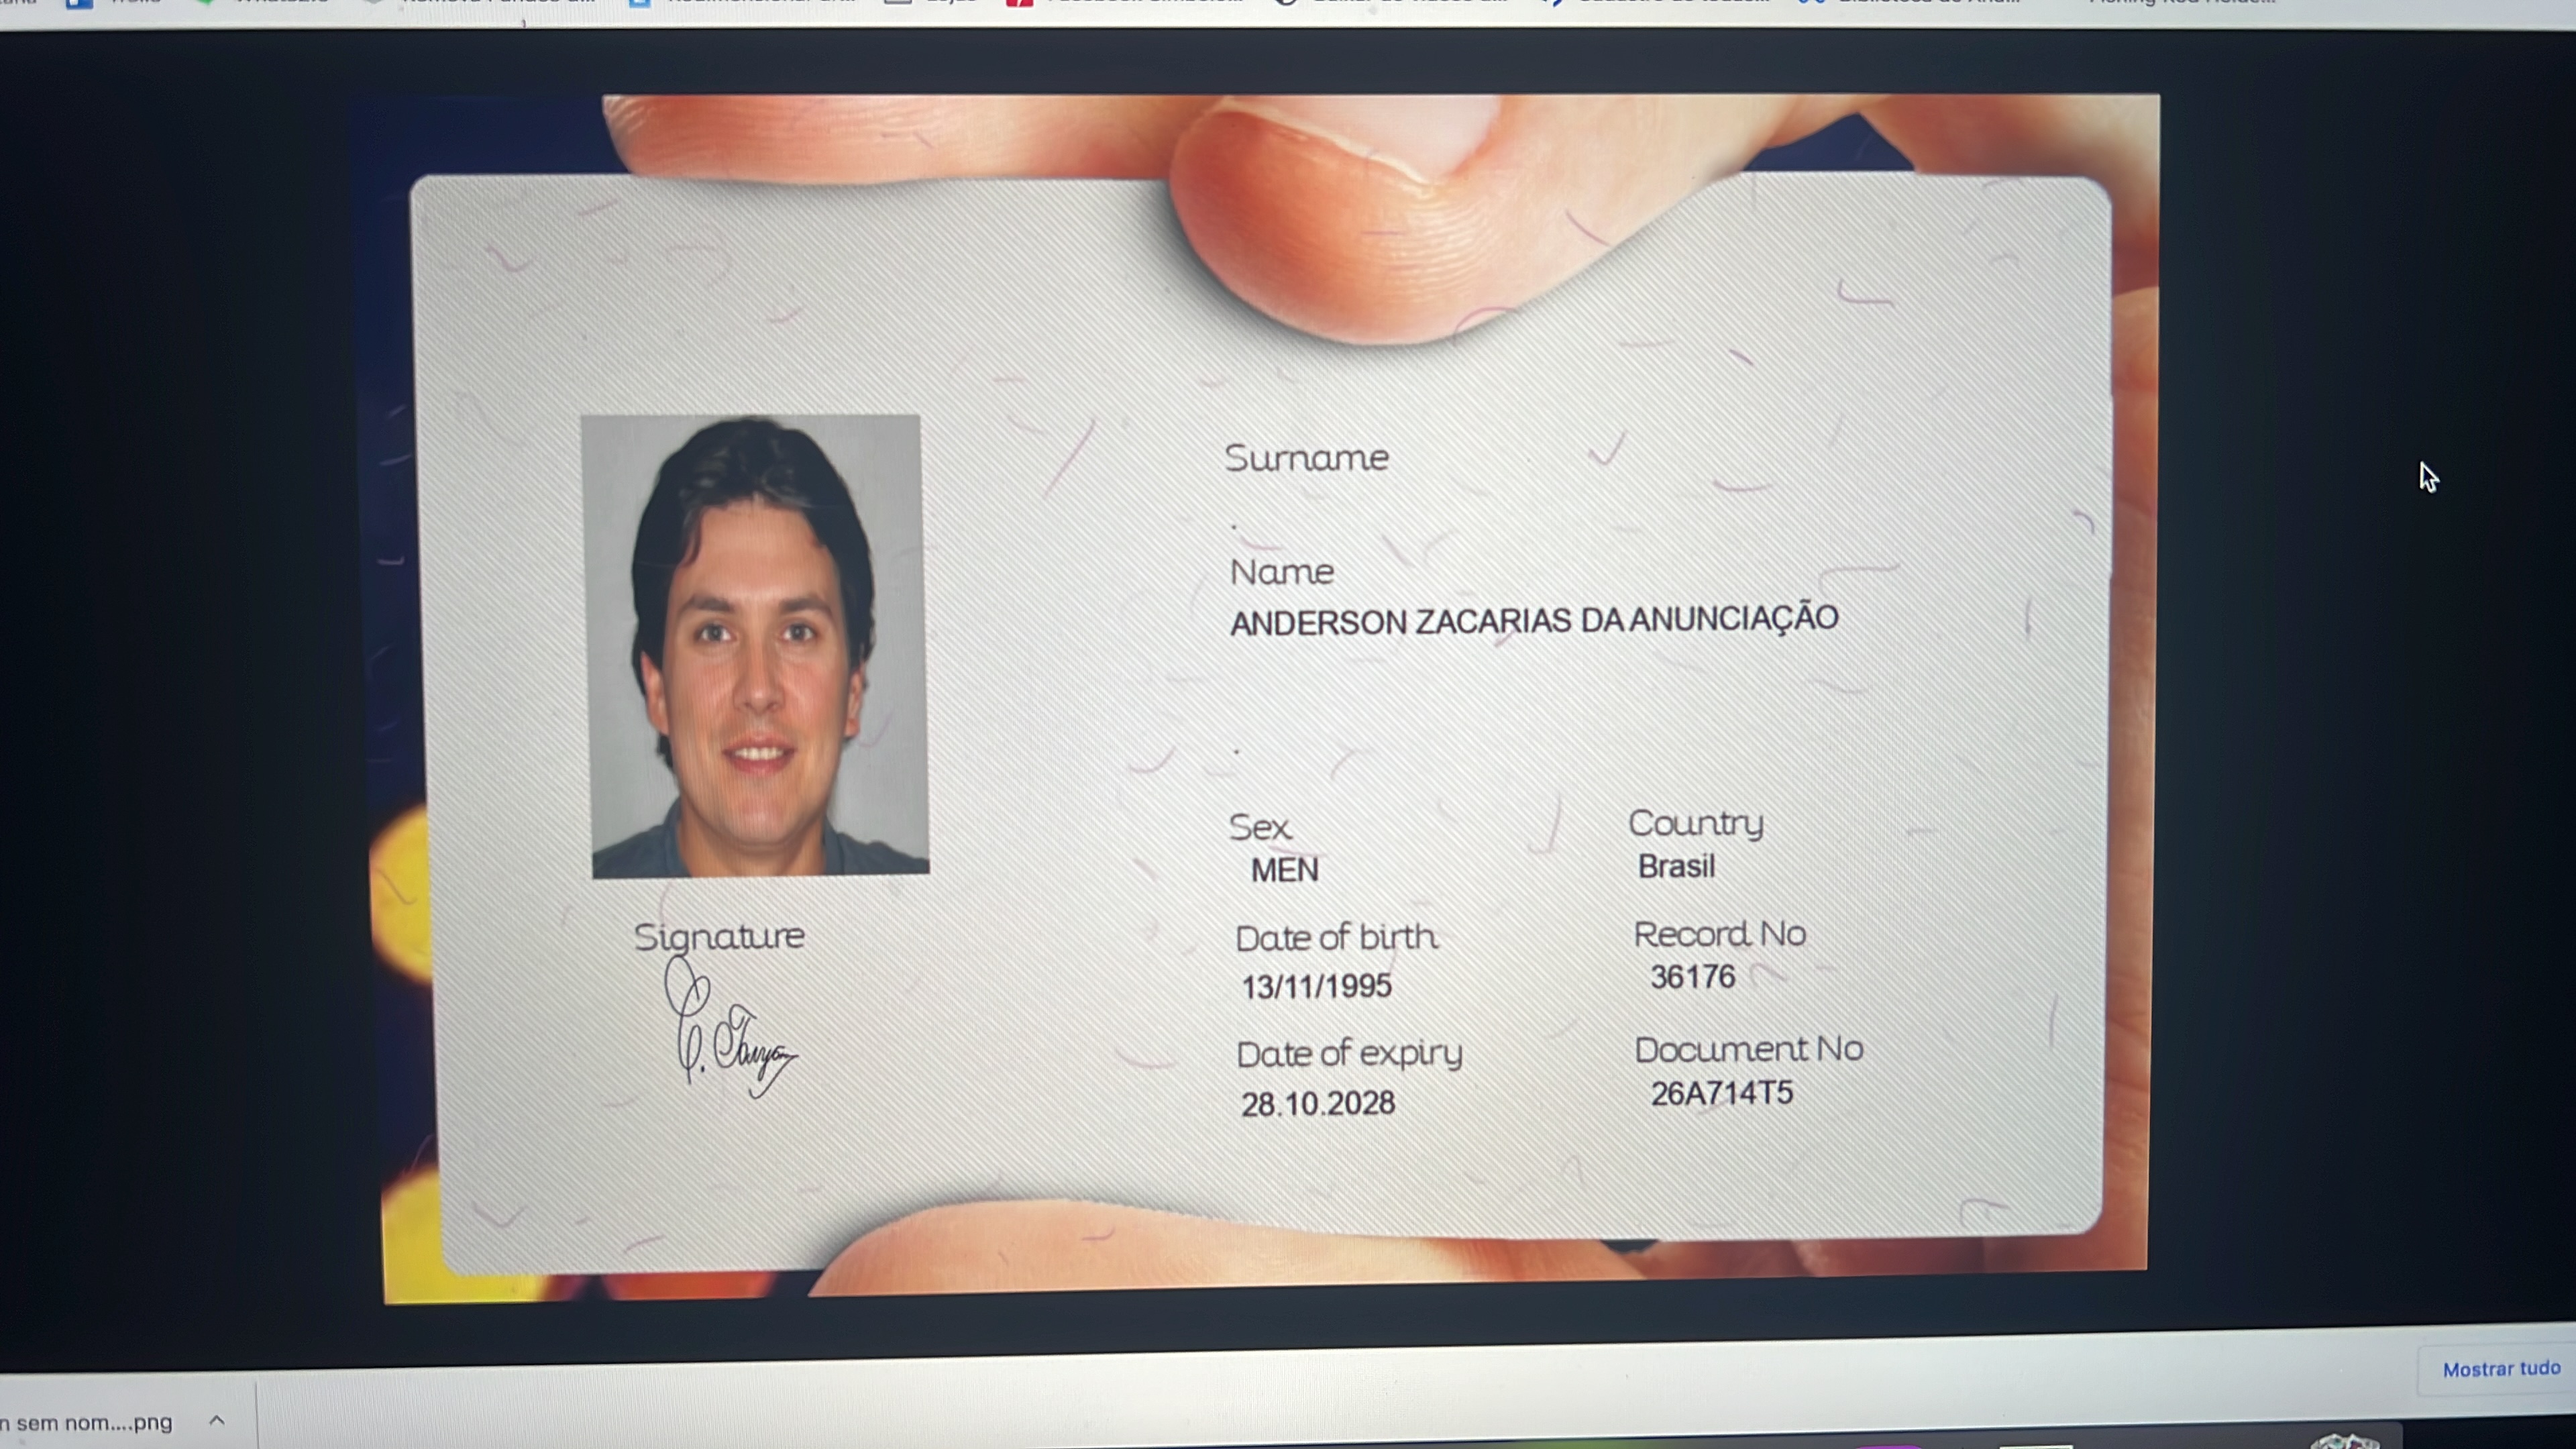 Surname
.
Name
ANDERSON ZACARIAS DA ANUNCIAÇÃO
.
Sex
MEN
Country
Brasil
Signature
Date of birth
13/11/1995
Record No
36176
Date of expiry
28.10.2028
Document No
26A714T5
Mostrar tudo
n sem nom....png